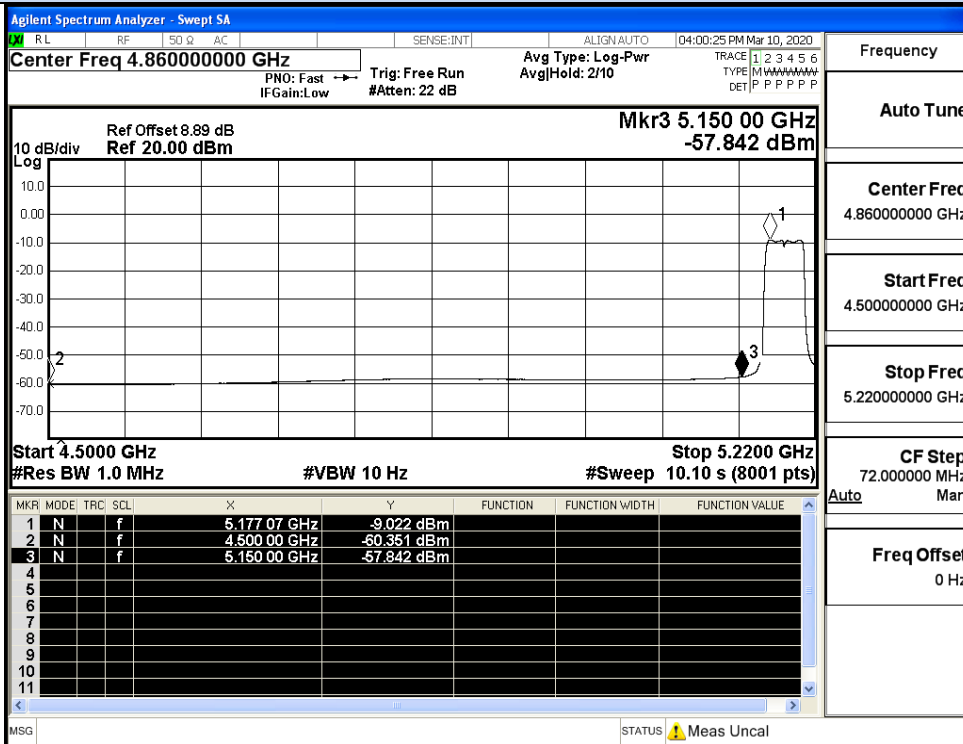 Agilent Spectrum Analyzer - Swept SA
LXI RL RF 50 Ω AC SENSE:INT ALIGN AUTO 04:00:25 PM Mar 10, 2020
Center Freq 4.860000000 GHz
PNO: Fast
IFGain:Low
Trig: Free Run
#Atten: 22 dB
Avg Type: Log-Pwr
Avg|Hold: 2/10
TRACE 1 2 3 4 5 6
TYPE M WWWWW
DET P P P P P P
Mkr3 5.150 00 GHz
-57.842 dBm
Ref Offset 8.89 dB
10 dB/div Ref 20.00 dBm
Log
10.0
0.00
-10.0
-20.0
-30.0
-40.0
-50.0
-60.0
-70.0
1
2
3
Start 4.5000 GHz Stop 5.2200 GHz
#Res BW 1.0 MHz #VBW 10 Hz #Sweep 10.10 s (8001 pts)
MKR MODE TRC SCL X Y FUNCTION FUNCTION WIDTH FUNCTION VALUE
1 N f 5.177 07 GHz -9.022 dBm
2 N f 4.500 00 GHz -60.351 dBm
3 N f 5.150 00 GHz -57.842 dBm
4
5
6
7
8
9
10
11
MSG STATUS Meas Uncal
Frequency
Auto Tune
Center Freq
4.860000000 GHz
Start Freq
4.500000000 GHz
Stop Freq
5.220000000 GHz
CF Step
72.000000 MHz
Auto Man
Freq Offset
0 Hz